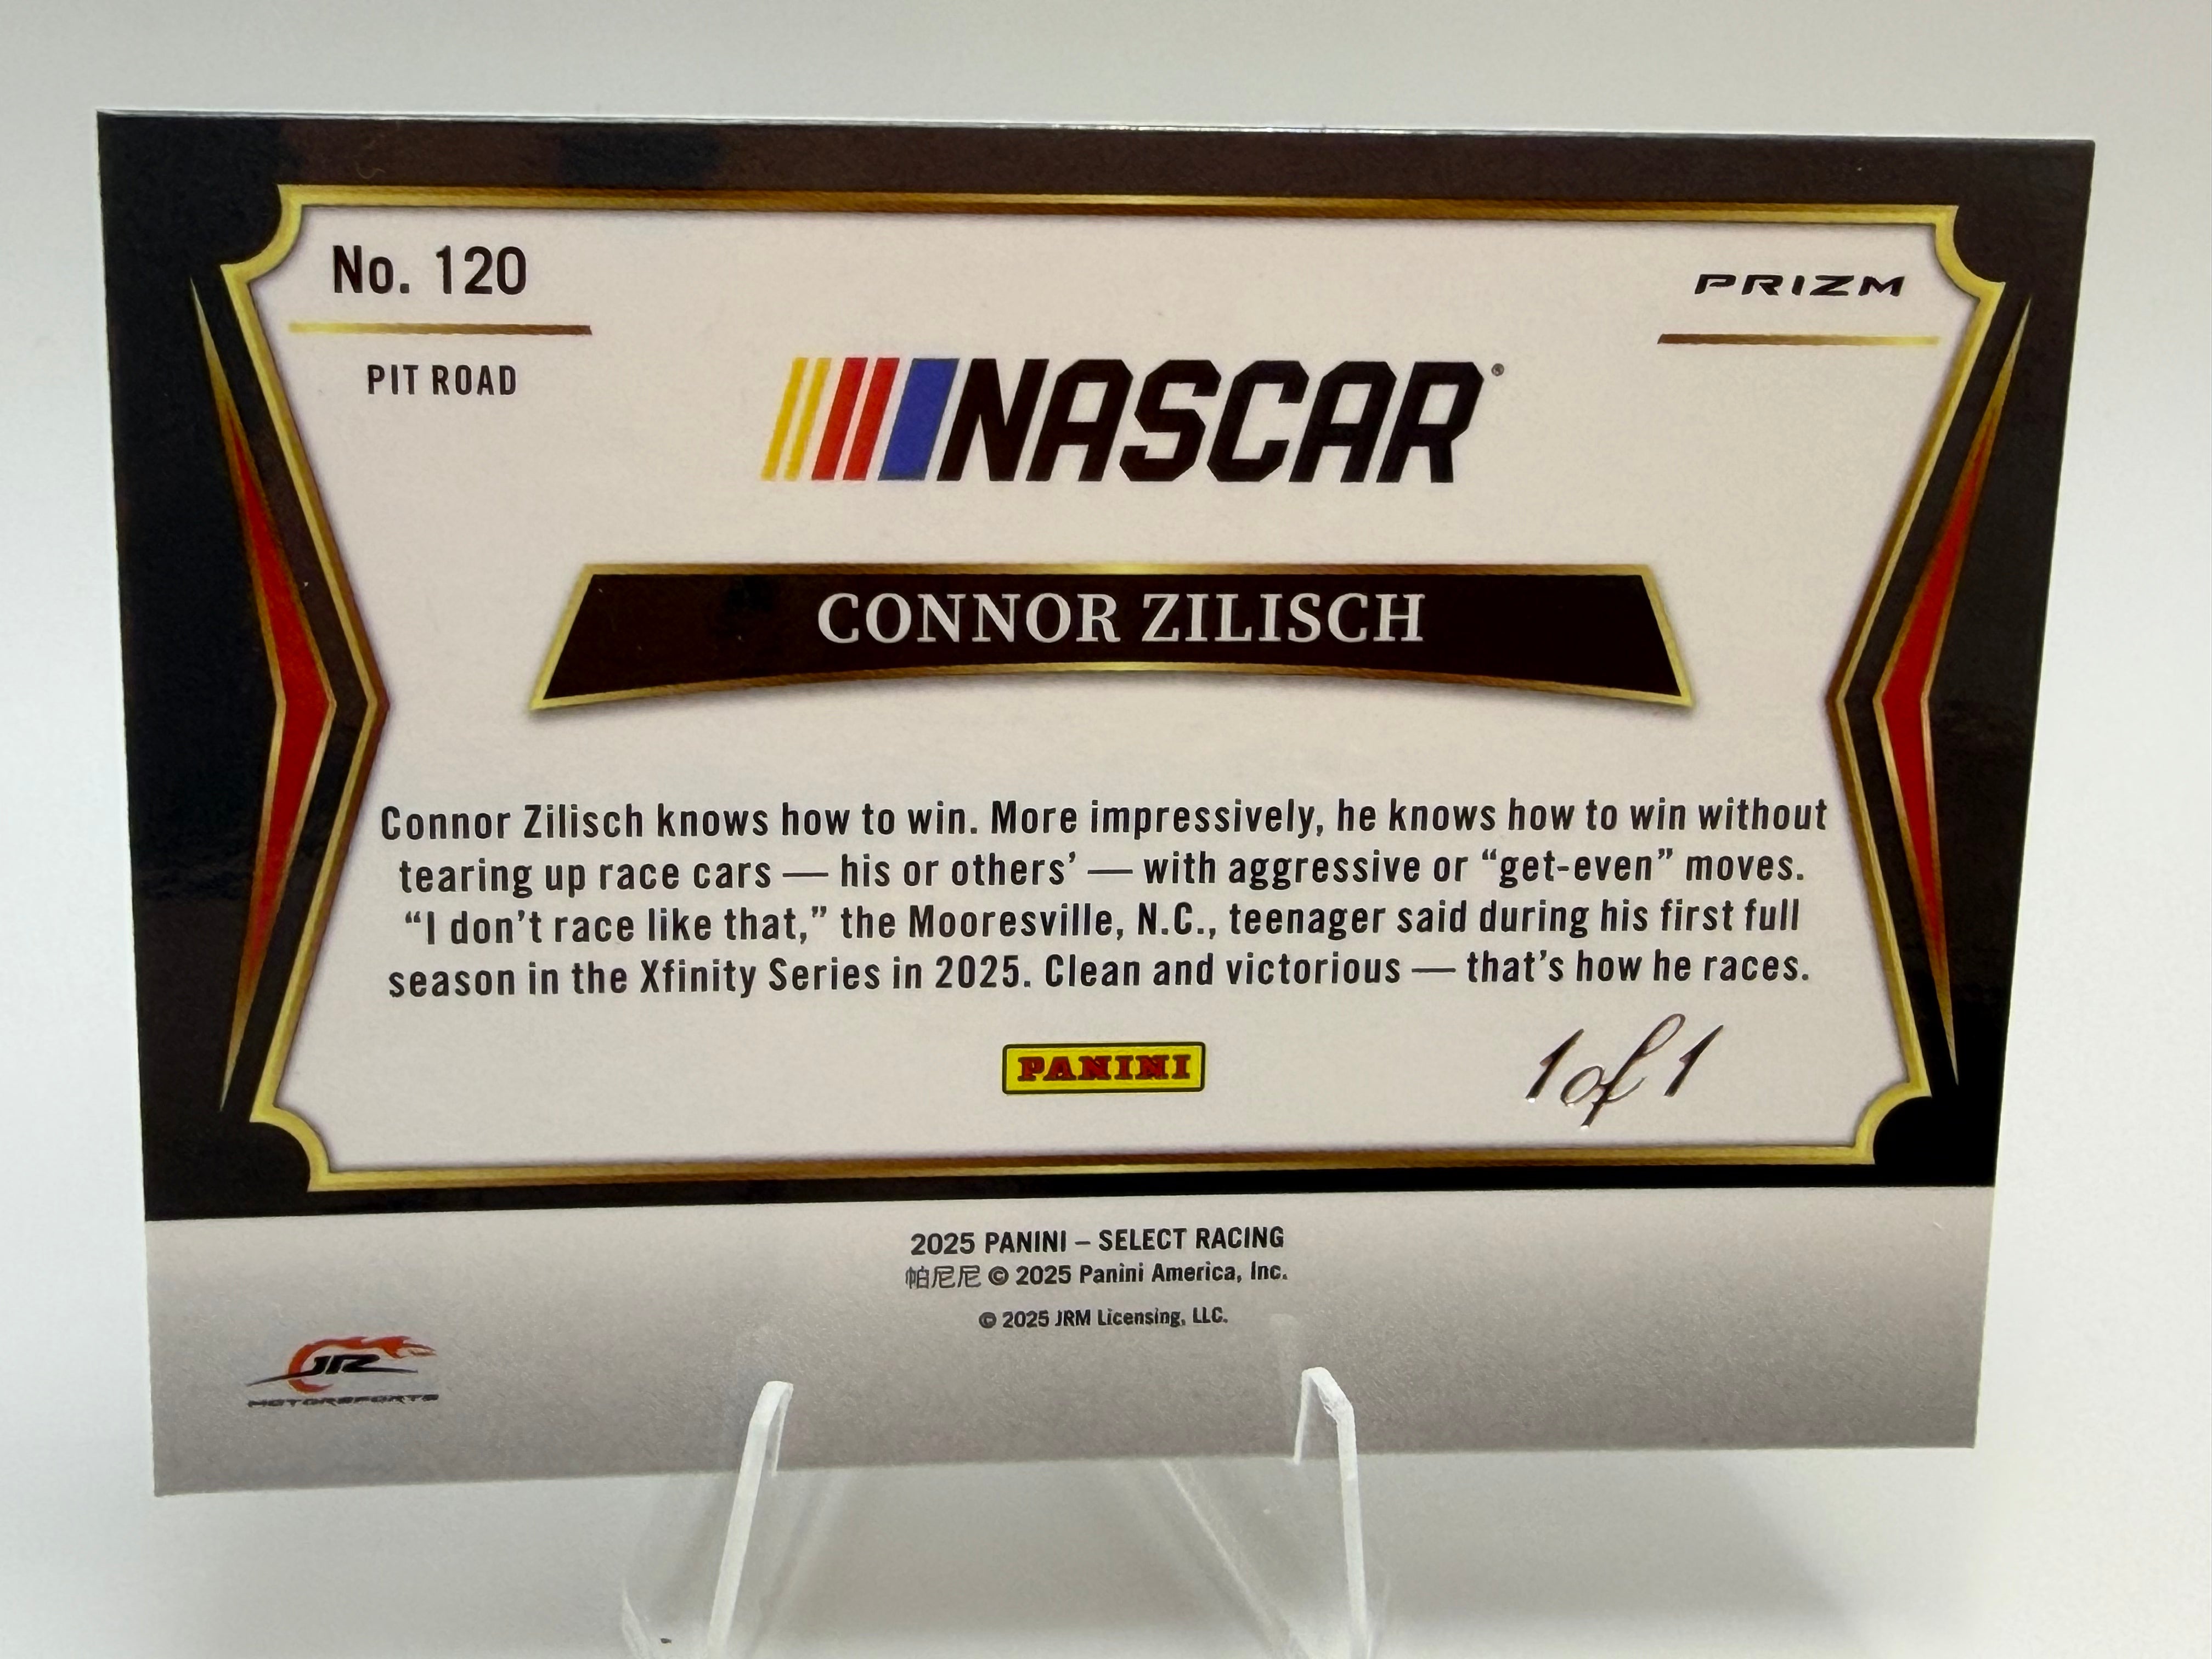 No. 120
PRIZM
PIT ROAD
NASCAR®
CONNOR ZILISCH
Connor Zilisch knows how to win. More impressively, he knows how to win without
tearing up race cars — his or others’ — with aggressive or “get-even” moves.
“I don’t race like that,” the Mooresville, N.C., teenager said during his first full
season in the Xfinity Series in 2025. Clean and victorious — that’s how he races.
PANINI
1 of 1
2025 PANINI – SELECT RACING
帕尼尼 © 2025 Panini America, Inc.
© 2025 JRM Licensing, LLC.
JR
MOTORSPORTS